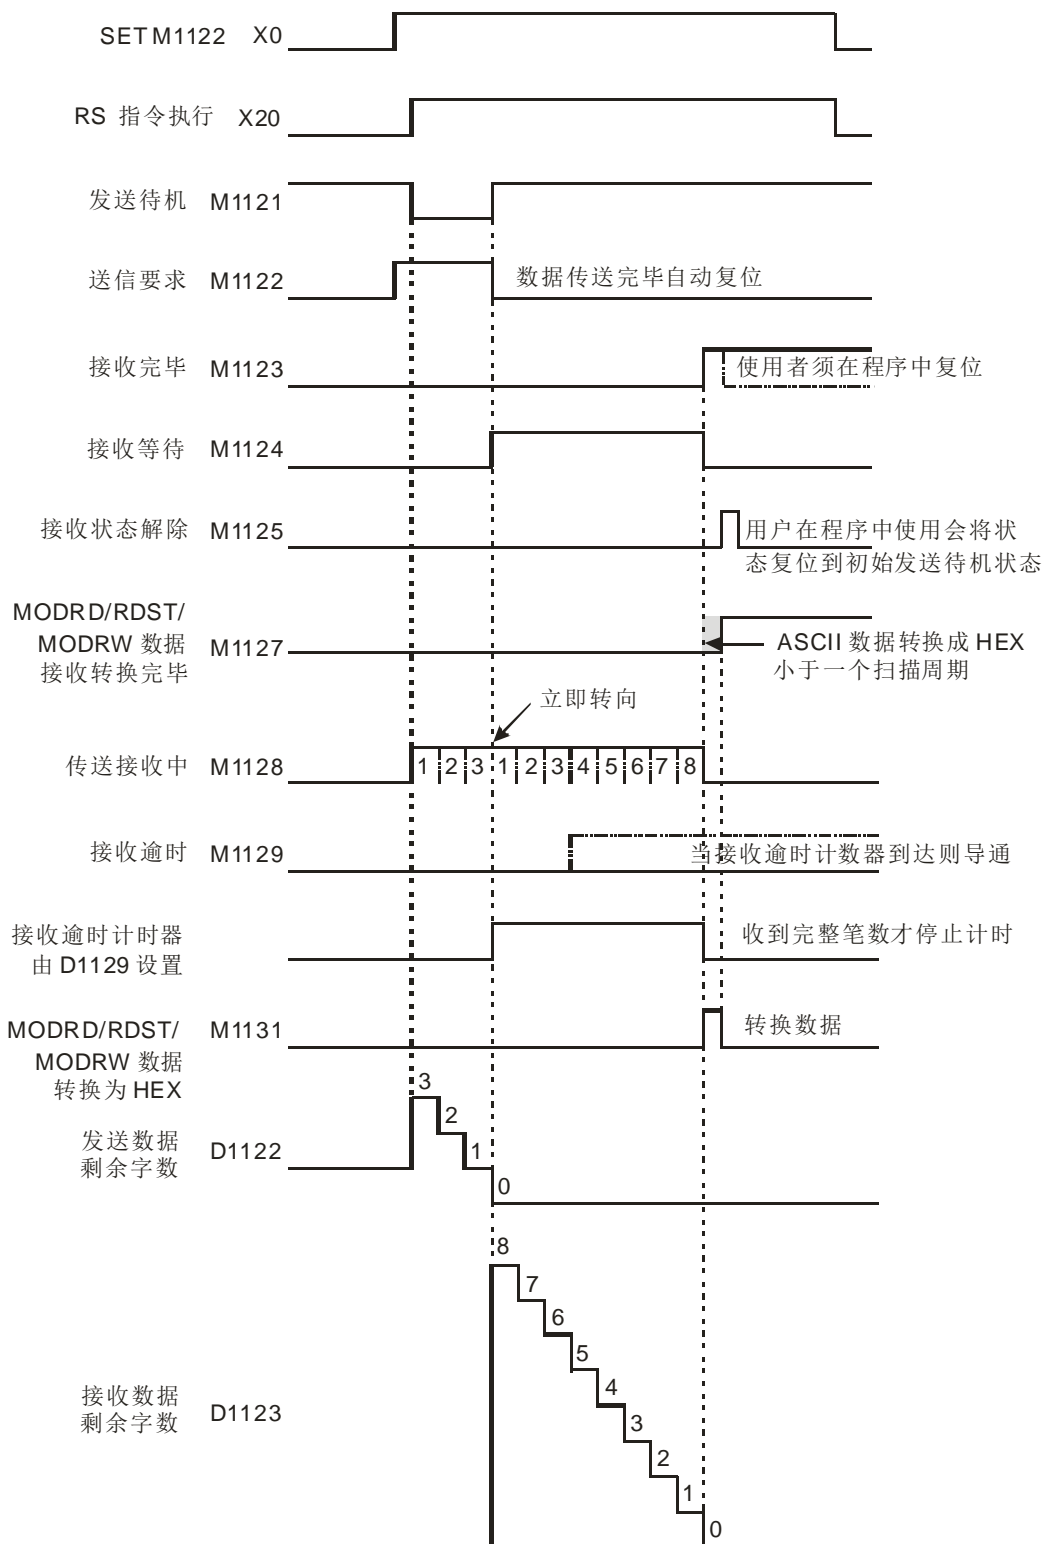 SET M1122 X0
RS 指令执行 X20
发送待机 M1121
送信要求 M1122 数据传送完毕自动复位
接收完毕 M1123 使用者须在程序中复位
接收等待 M1124
接收状态解除 M1125 用户在程序中使用会将状
态复位到初始发送待机状态
MODRD/RDST/
MODRW 数据 M1127 ASCII 数据转换成 HEX
接收转换完毕 小于一个扫描周期
立即转向
传送接收中 M1128 1 2 3 1 2 3 4 5 6 7 8
接收逾时 M1129 当接收逾时计数器到达则导通
接收逾时计时器 收到完整笔数才停止计时
由 D1129 设置
MODRD/RDST/ M1131 转换数据
MODRW 数据
转换为 HEX
3
2
发送数据 D1122 1
剩余字数
0
8
7
6
5
4
接收数据 D1123
剩余字数
3
2
1
0